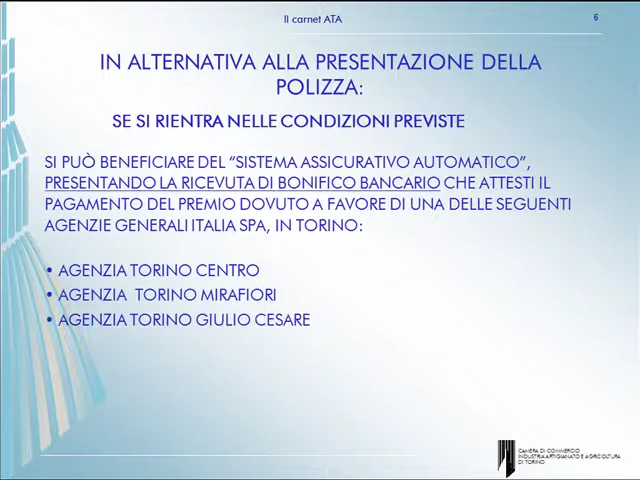 Il carnet ATA
6
IN ALTERNATIVA ALLA PRESENTAZIONE DELLA
POLIZZA:
SE SI RIENTRA NELLE CONDIZIONI PREVISTE
SI PUÒ BENEFICIARE DEL “SISTEMA ASSICURATIVO AUTOMATICO”,
PRESENTANDO LA RICEVUTA DI BONIFICO BANCARIO CHE ATTESTI IL
PAGAMENTO DEL PREMIO DOVUTO A FAVORE DI UNA DELLE SEGUENTI
AGENZIE GENERALI ITALIA SPA, IN TORINO:
• AGENZIA TORINO CENTRO
• AGENZIA TORINO MIRAFIORI
• AGENZIA TORINO GIULIO CESARE
CAMERA DI COMMERCIO
INDUSTRIA ARTIGIANATO E AGRICOLTURA
DI TORINO